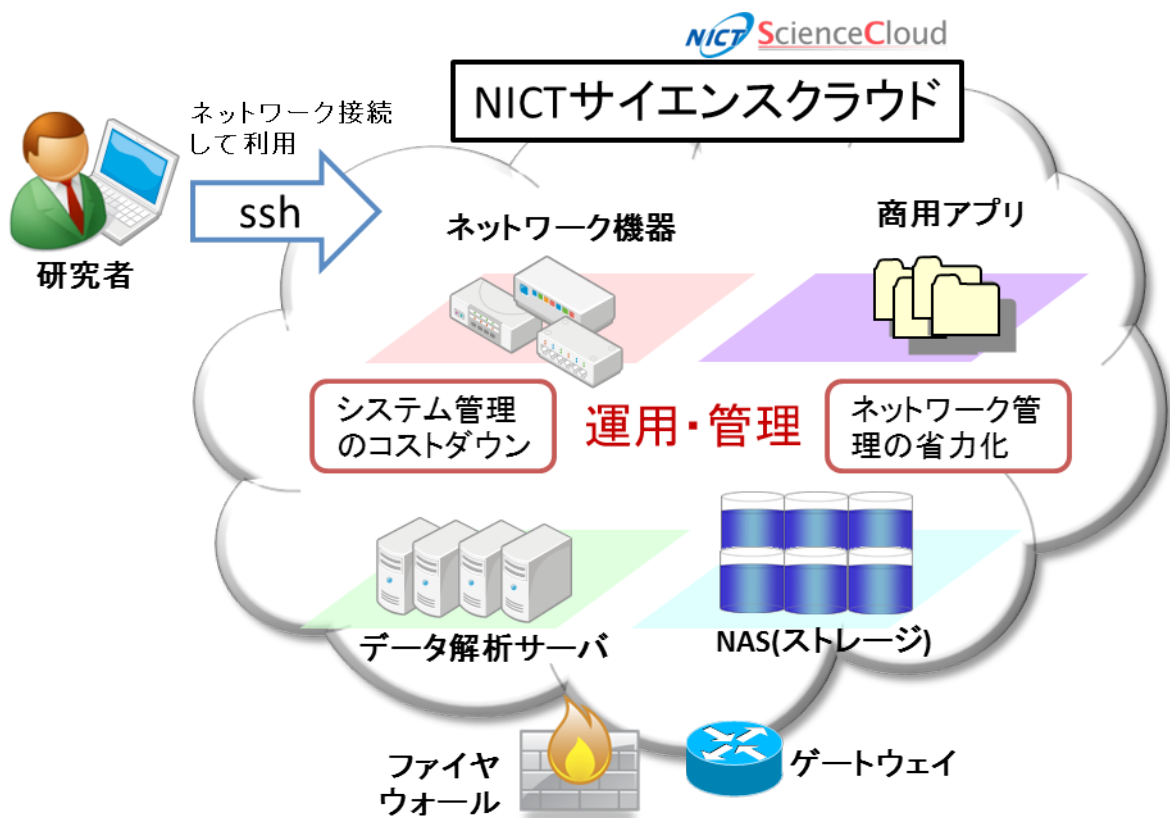 NICT ScienceCloud
NICTサイエンスクラウド
ネットワーク接続
して利用
ssh
研究者
ネットワーク機器
商用アプリ
システム管理
のコストダウン
運用・管理
ネットワーク管
理の省力化
データ解析サーバ
NAS(ストレージ)
ファイヤ
ウォール
ゲートウェイ